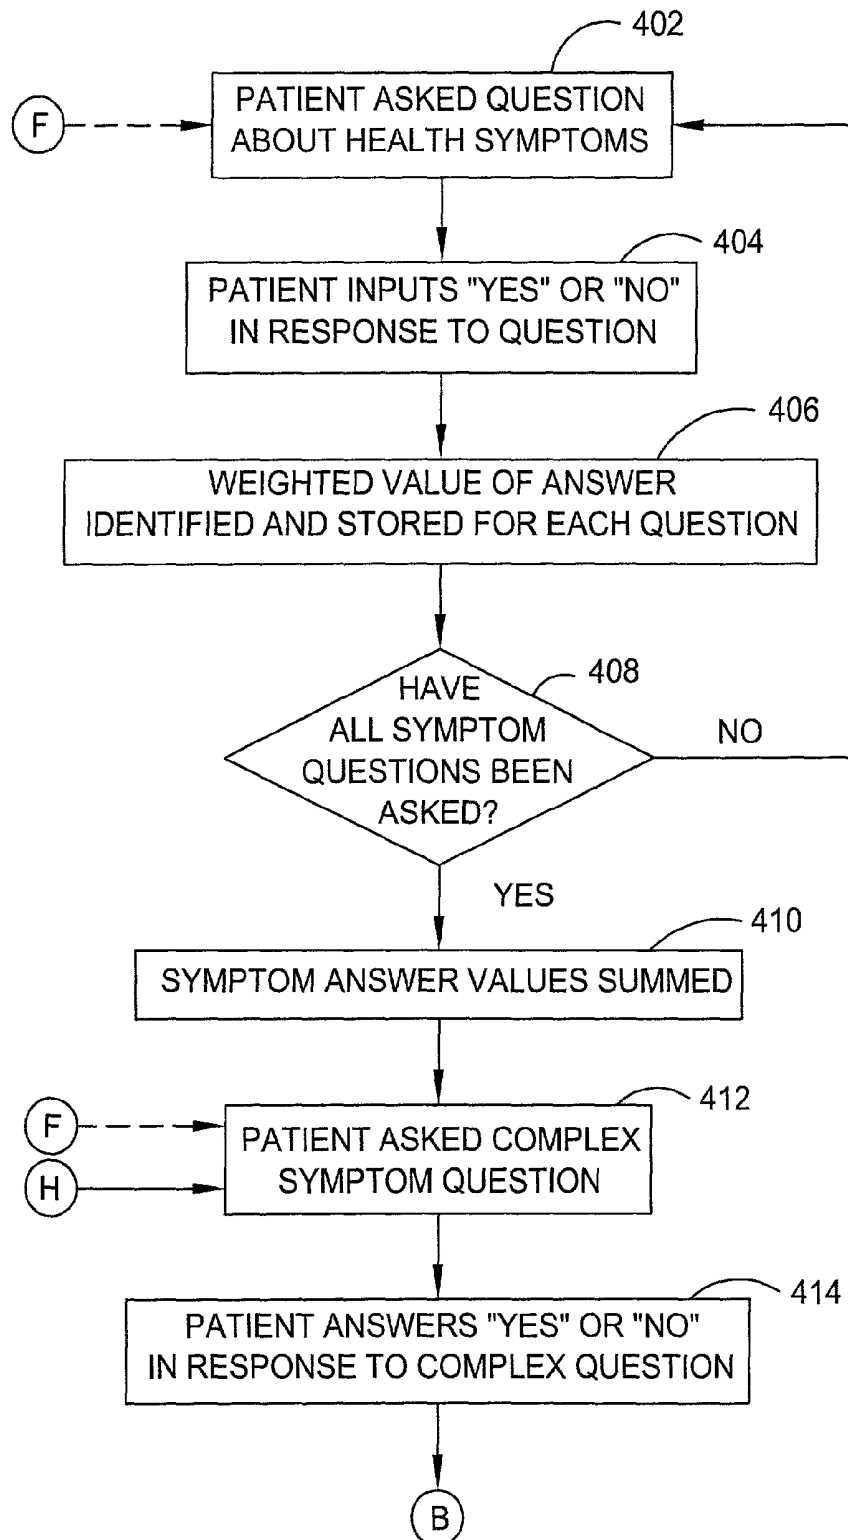 402
F
PATIENT ASKED QUESTION
ABOUT HEALTH SYMPTOMS
404
PATIENT INPUTS "YES" OR "NO"
IN RESPONSE TO QUESTION
406
WEIGHTED VALUE OF ANSWER
IDENTIFIED AND STORED FOR EACH QUESTION
408
HAVE
ALL SYMPTOM
QUESTIONS BEEN
ASKED?
NO
YES
410
SYMPTOM ANSWER VALUES SUMMED
412
F
H
PATIENT ASKED COMPLEX
SYMPTOM QUESTION
414
PATIENT ANSWERS "YES" OR "NO"
IN RESPONSE TO COMPLEX QUESTION
B